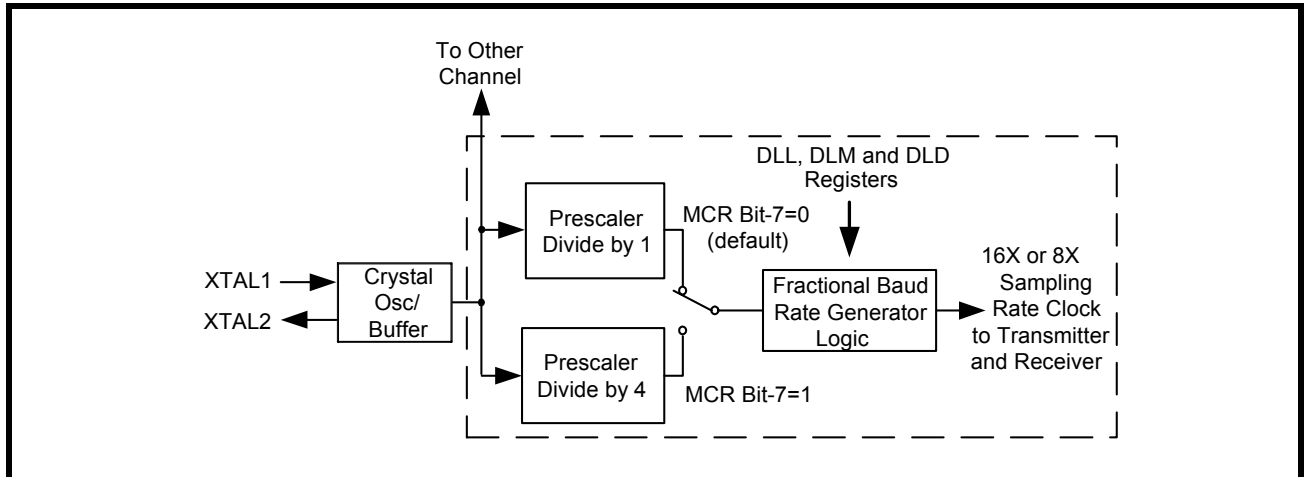 To Other
Channel
DLL, DLM and DLD
Registers
Prescaler
Divide by 1
MCR Bit-7=0
(default)
XTAL1
XTAL2
Crystal
Osc/
Buffer
Fractional Baud
Rate Generator
Logic
16X or 8X
Sampling
Rate Clock
to Transmitter
and Receiver
Prescaler
Divide by 4
MCR Bit-7=1